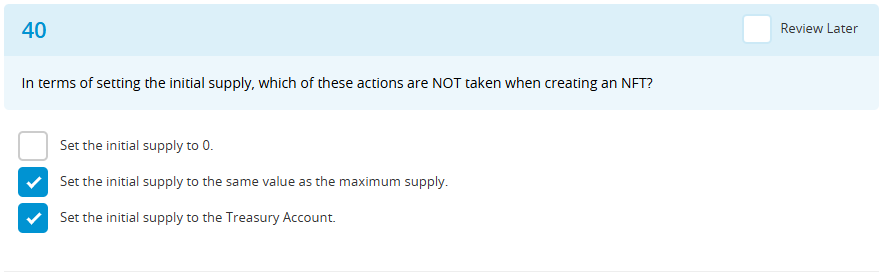 40
Review Later
In terms of setting the initial supply, which of these actions are NOT taken when creating an NFT?
Set the initial supply to 0.
Set the initial supply to the same value as the maximum supply.
Set the initial supply to the Treasury Account.